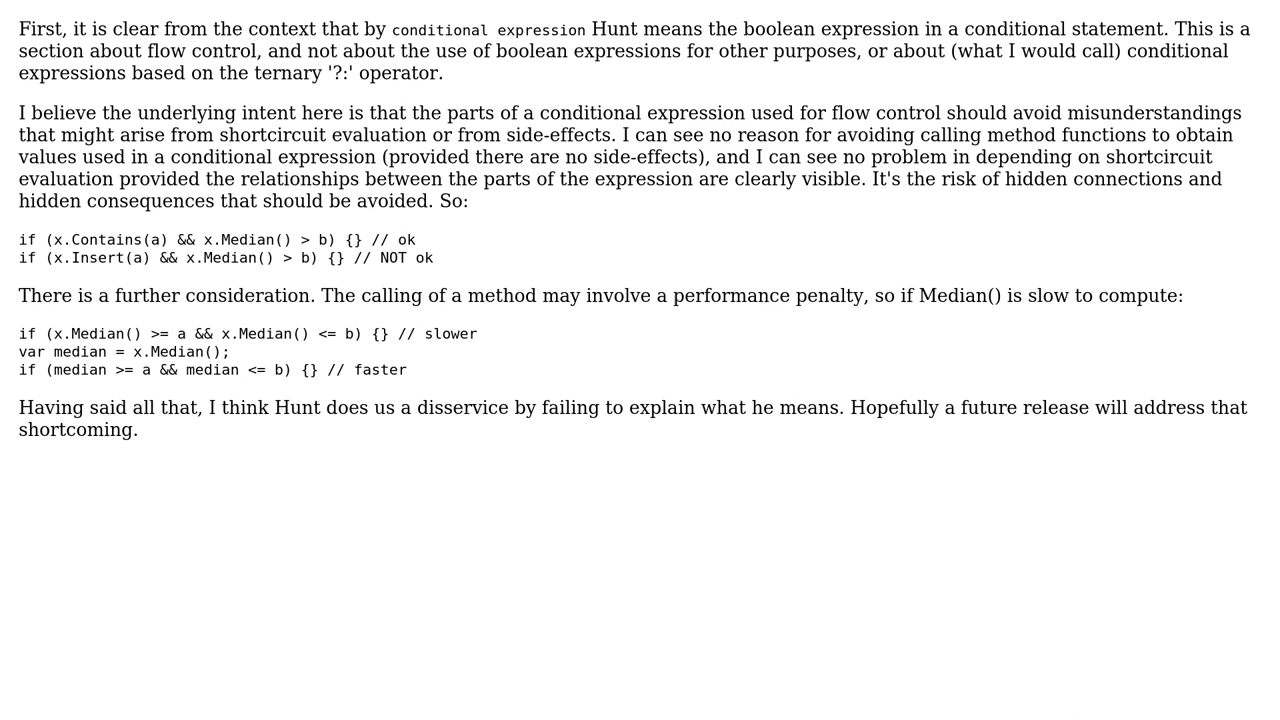 First, it is clear from the context that by conditional expression Hunt means the boolean expression in a conditional statement. This is a
section about flow control, and not about the use of boolean expressions for other purposes, or about (what I would call) conditional
expressions based on the ternary '?:' operator.
I believe the underlying intent here is that the parts of a conditional expression used for flow control should avoid misunderstandings
that might arise from shortcircuit evaluation or from side-effects. I can see no reason for avoiding calling method functions to obtain
values used in a conditional expression (provided there are no side-effects), and I can see no problem in depending on shortcircuit
evaluation provided the relationships between the parts of the expression are clearly visible. It's the risk of hidden connections and
hidden consequences that should be avoided. So:
if (x.Contains(a) && x.Median() > b) {} // ok
if (x.Insert(a) && x.Median() > b) {} // NOT ok
There is a further consideration. The calling of a method may involve a performance penalty, so if Median() is slow to compute:
if (x.Median() >= a && x.Median() <= b) {} // slower
var median = x.Median();
if (median >= a && median <= b) {} // faster
Having said all that, I think Hunt does us a disservice by failing to explain what he means. Hopefully a future release will address that
shortcoming.